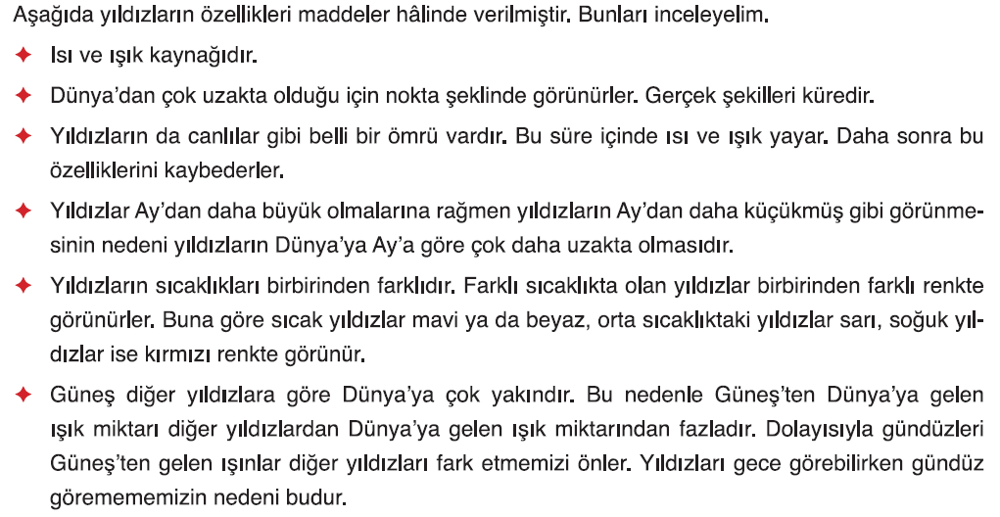 Aşağıda yıldızların özellikleri maddeler hâlinde verilmiştir. Bunları inceleyelim.
✦ Isı ve ışık kaynağıdır.
✦ Dünya'dan çok uzakta olduğu için nokta şeklinde görünürler. Gerçek şekilleri küredir.
✦ Yıldızların da canlılar gibi belli bir ömrü vardır. Bu süre içinde ısı ve ışık yayar. Daha sonra bu
özelliklerini kaybederler.
✦ Yıldızlar Ay'dan daha büyük olmalarına rağmen yıldızların Ay'dan daha küçükmüş gibi görünme-
sinin nedeni yıldızların Dünya'ya Ay'a göre çok daha uzakta olmasıdır.
✦ Yıldızların sıcaklıkları birbirinden farklıdır. Farklı sıcaklıkta olan yıldızlar birbirinden farklı renkte
görünürler. Buna göre sıcak yıldızlar mavi ya da beyaz, orta sıcaklıktaki yıldızlar sarı, soğuk yıl-
dızlar ise kırmızı renkte görünür.
✦ Güneş diğer yıldızlara göre Dünya'ya çok yakındır. Bu nedenle Güneş'ten Dünya'ya gelen
ışık miktarı diğer yıldızlardan Dünya'ya gelen ışık miktarından fazladır. Dolayısıyla gündüzleri
Güneş'ten gelen ışınlar diğer yıldızları fark etmemizi önler. Yıldızları gece görebilirken gündüz
görememememizin nedeni budur.